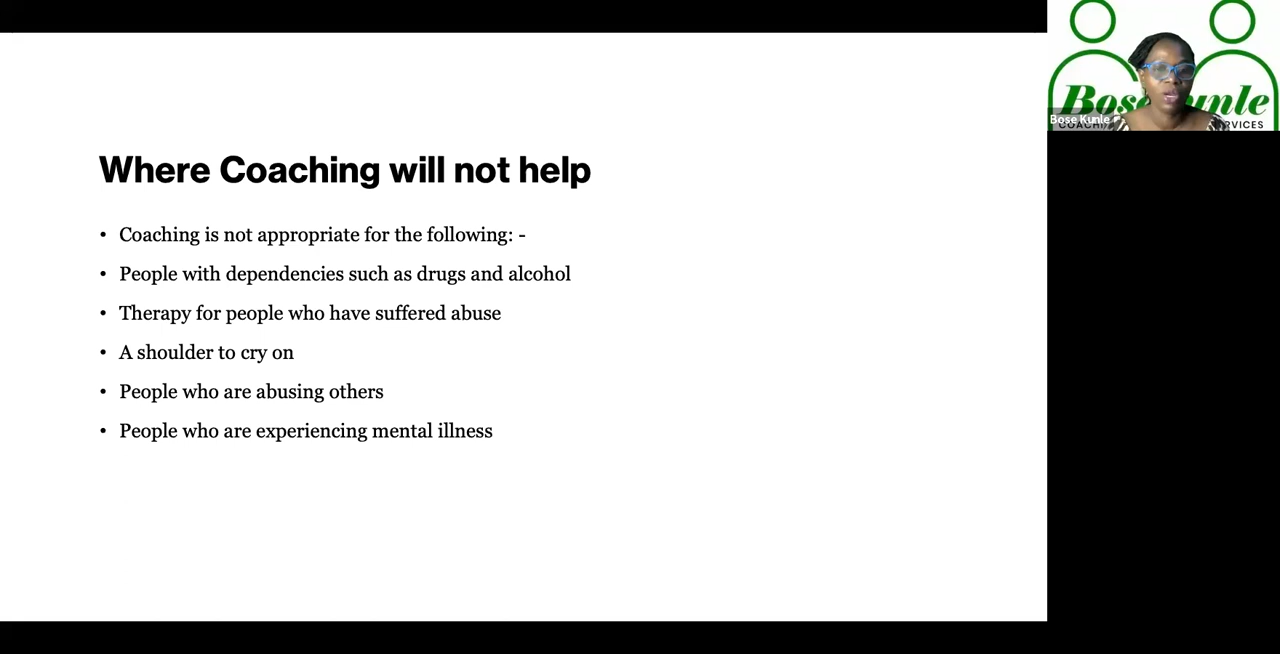 Where Coaching will not help
• Coaching is not appropriate for the following: -
• People with dependencies such as drugs and alcohol
• Therapy for people who have suffered abuse
• A shoulder to cry on
• People who are abusing others
• People who are experiencing mental illness
Bose Kunle